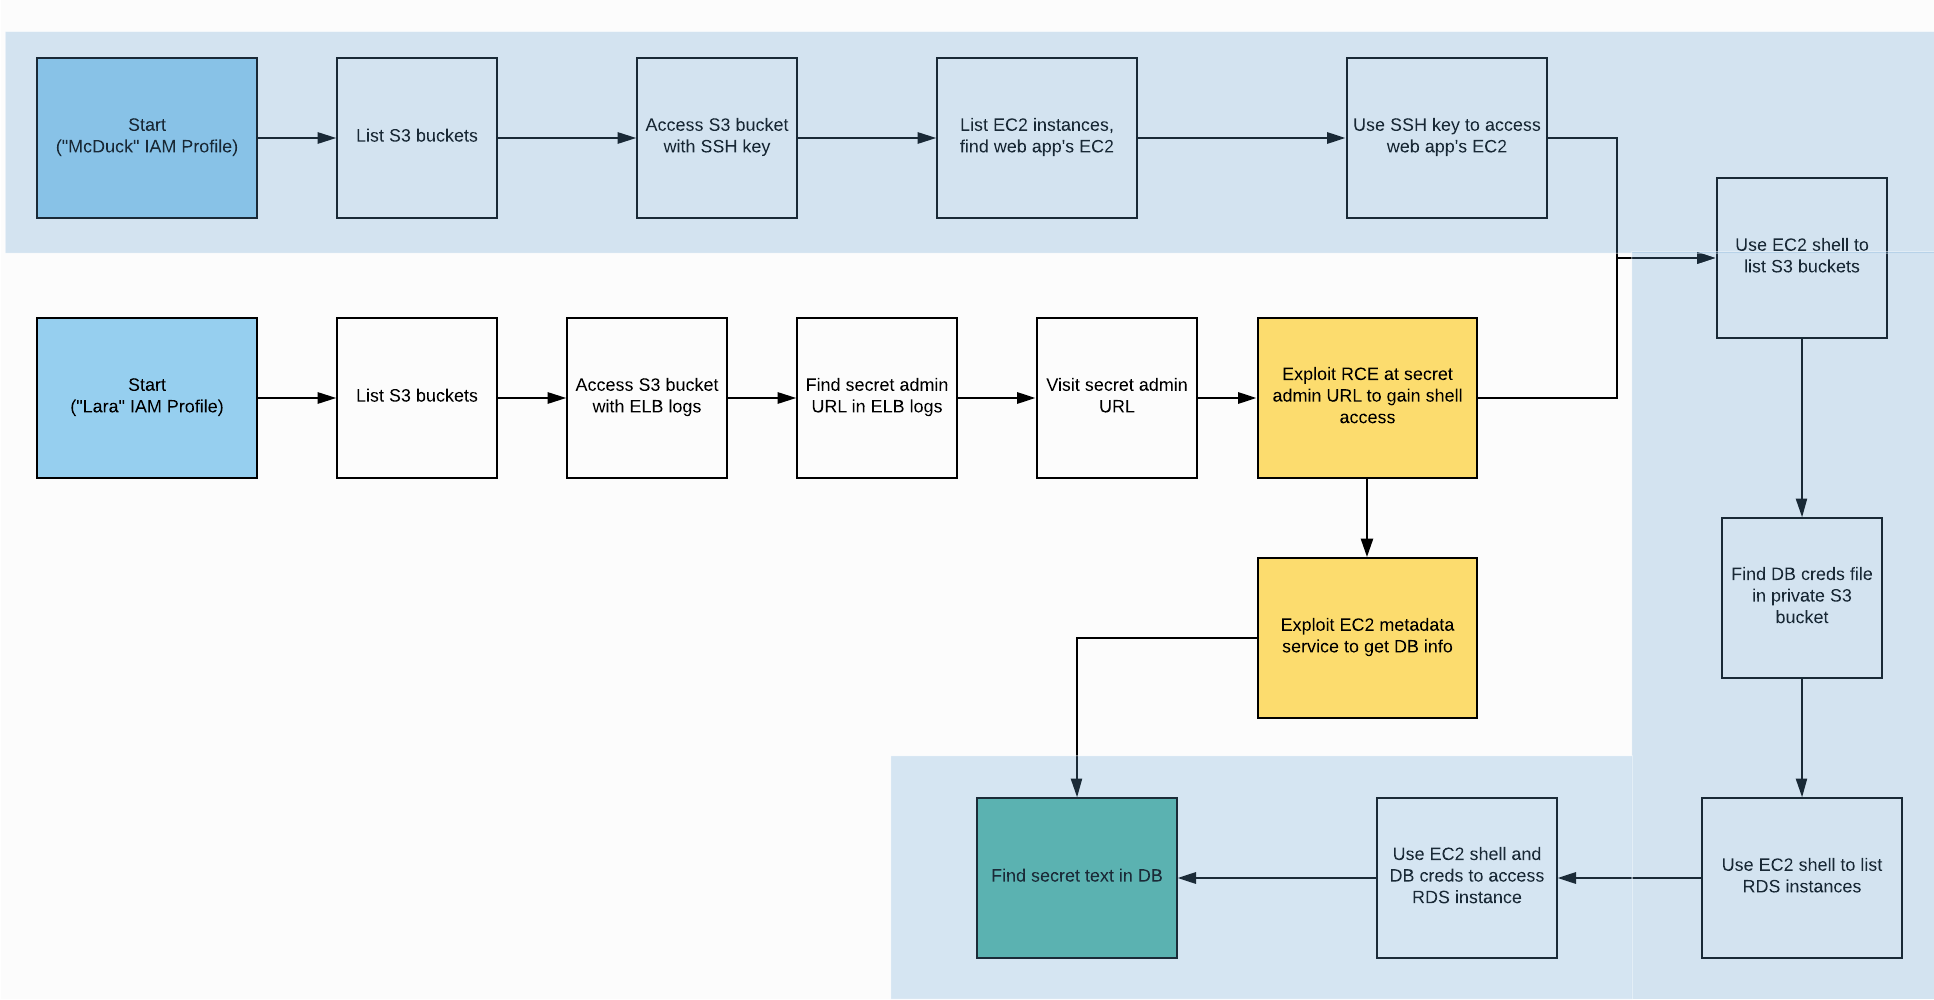 Start
("McDuck" IAM Profile)
List S3 buckets
Access S3 bucket
with SSH key
List EC2 instances,
find web app's EC2
Use SSH key to access
web app's EC2
Use EC2 shell to
list S3 buckets
Start
("Lara" IAM Profile)
List S3 buckets
Access S3 bucket
with ELB logs
Find secret admin
URL in ELB logs
Visit secret admin
URL
Exploit RCE at secret
admin URL to gain shell
access
Find DB creds file
in private S3
bucket
Exploit EC2 metadata
service to get DB info
Find secret text in DB
Use EC2 shell and
DB creds to access
RDS instance
Use EC2 shell to list
RDS instances